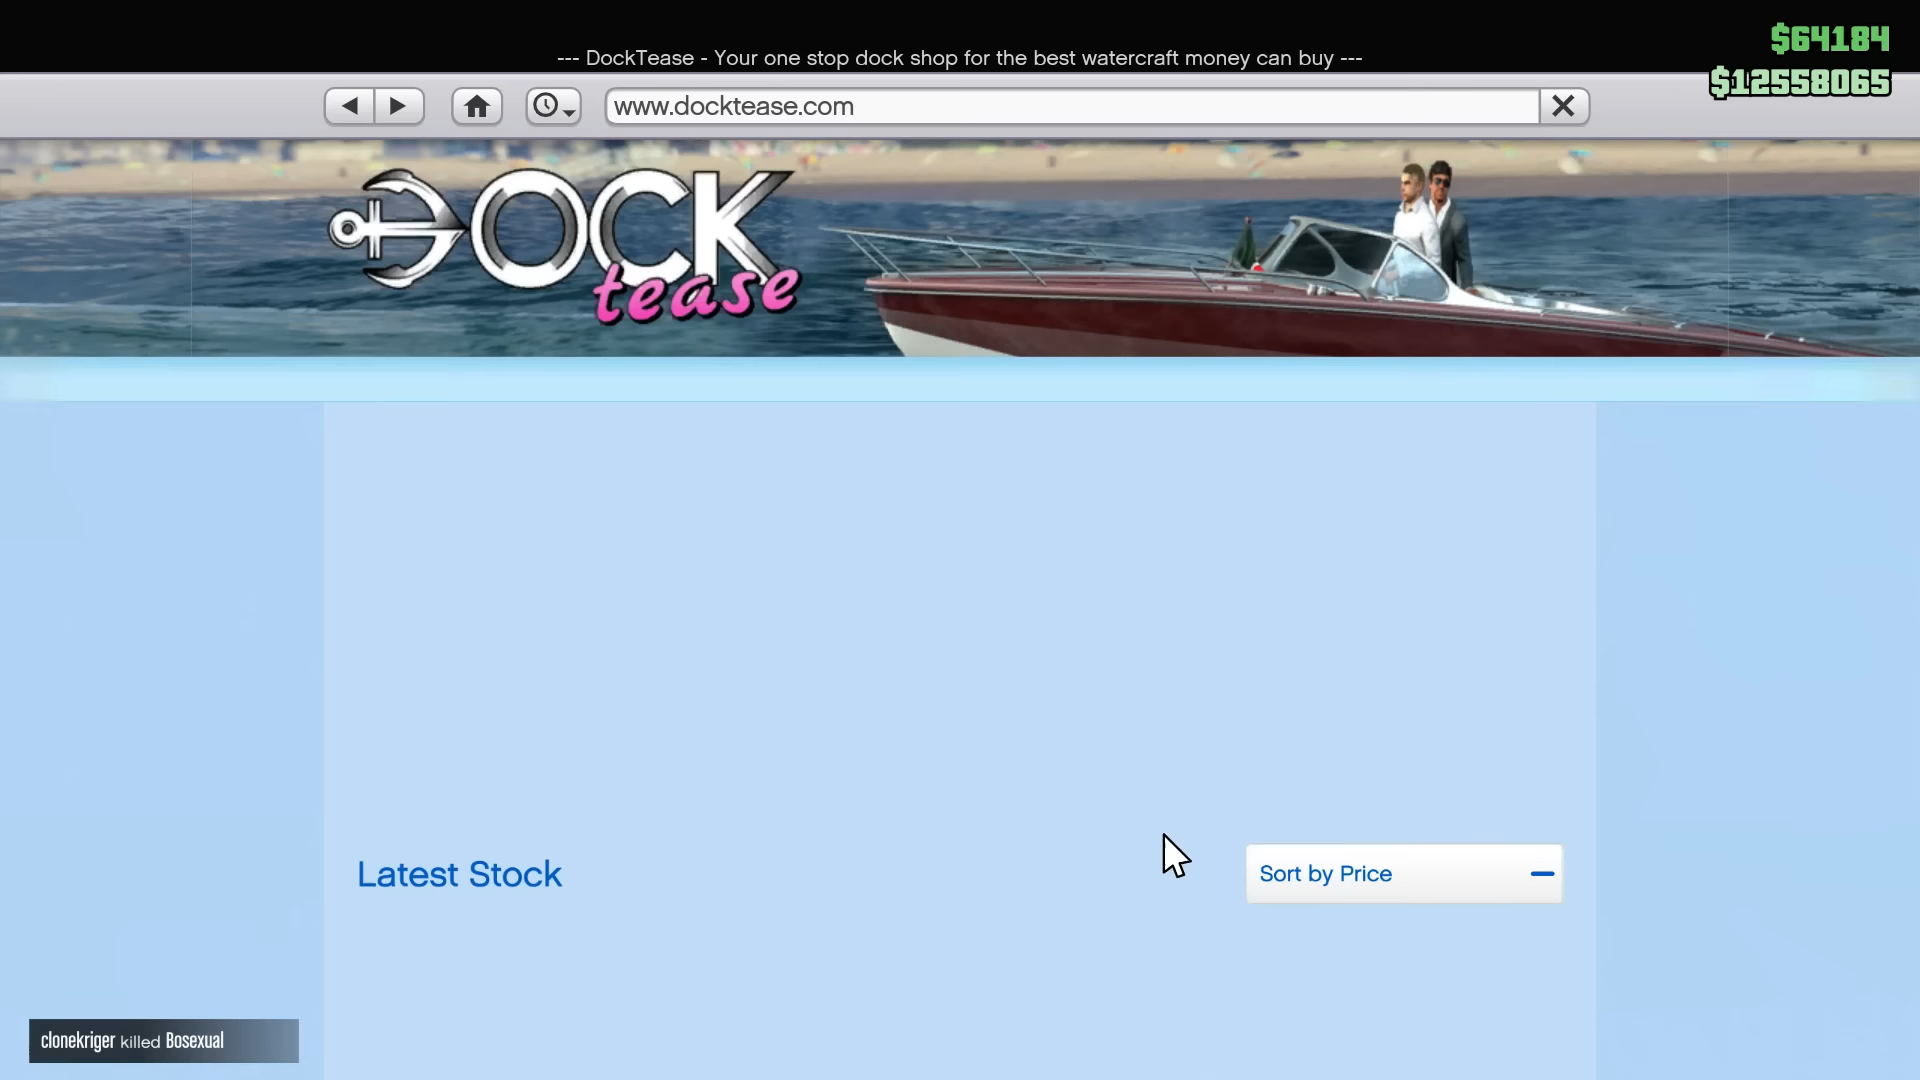 $64184
--- DockTease - Your one stop dock shop for the best watercraft money can buy ---
$12558065
www.docktease.com
DOCK
tease
Latest Stock
Sort by Price
clonekriger killed Bosexual